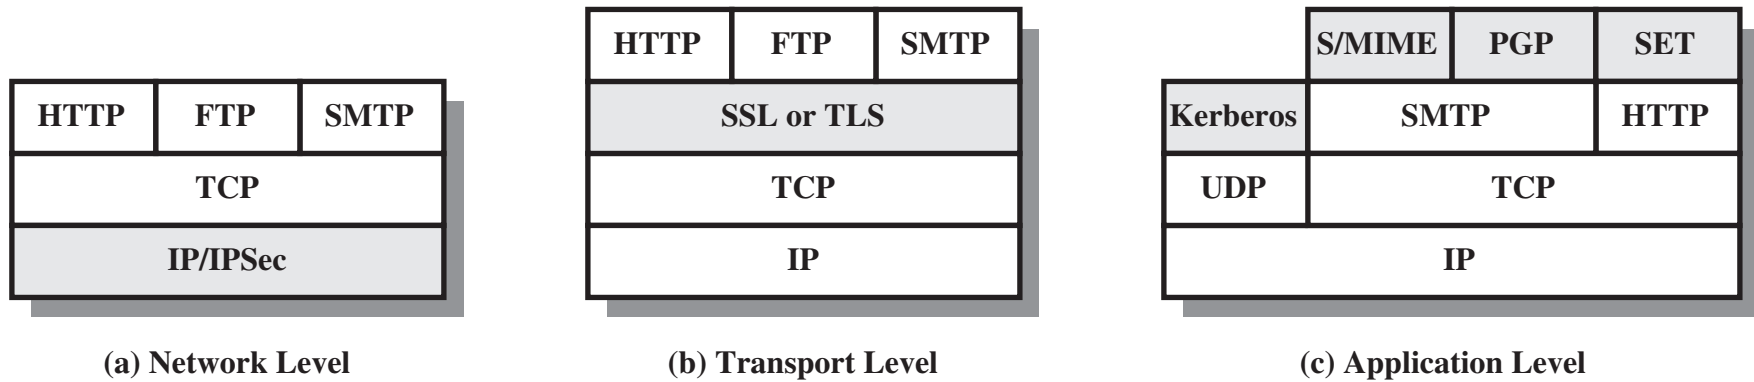 HTTP FTP SMTP
TCP
IP/IPSec
(a) Network Level
HTTP FTP SMTP
SSL or TLS
TCP
IP
(b) Transport Level
S/MIME PGP SET
Kerberos SMTP HTTP
UDP TCP
IP
(c) Application Level